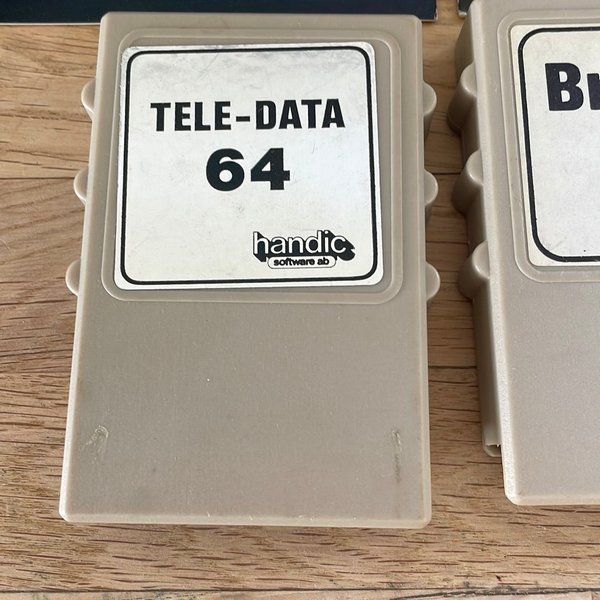 TELE-DATA
64
handic
software ab